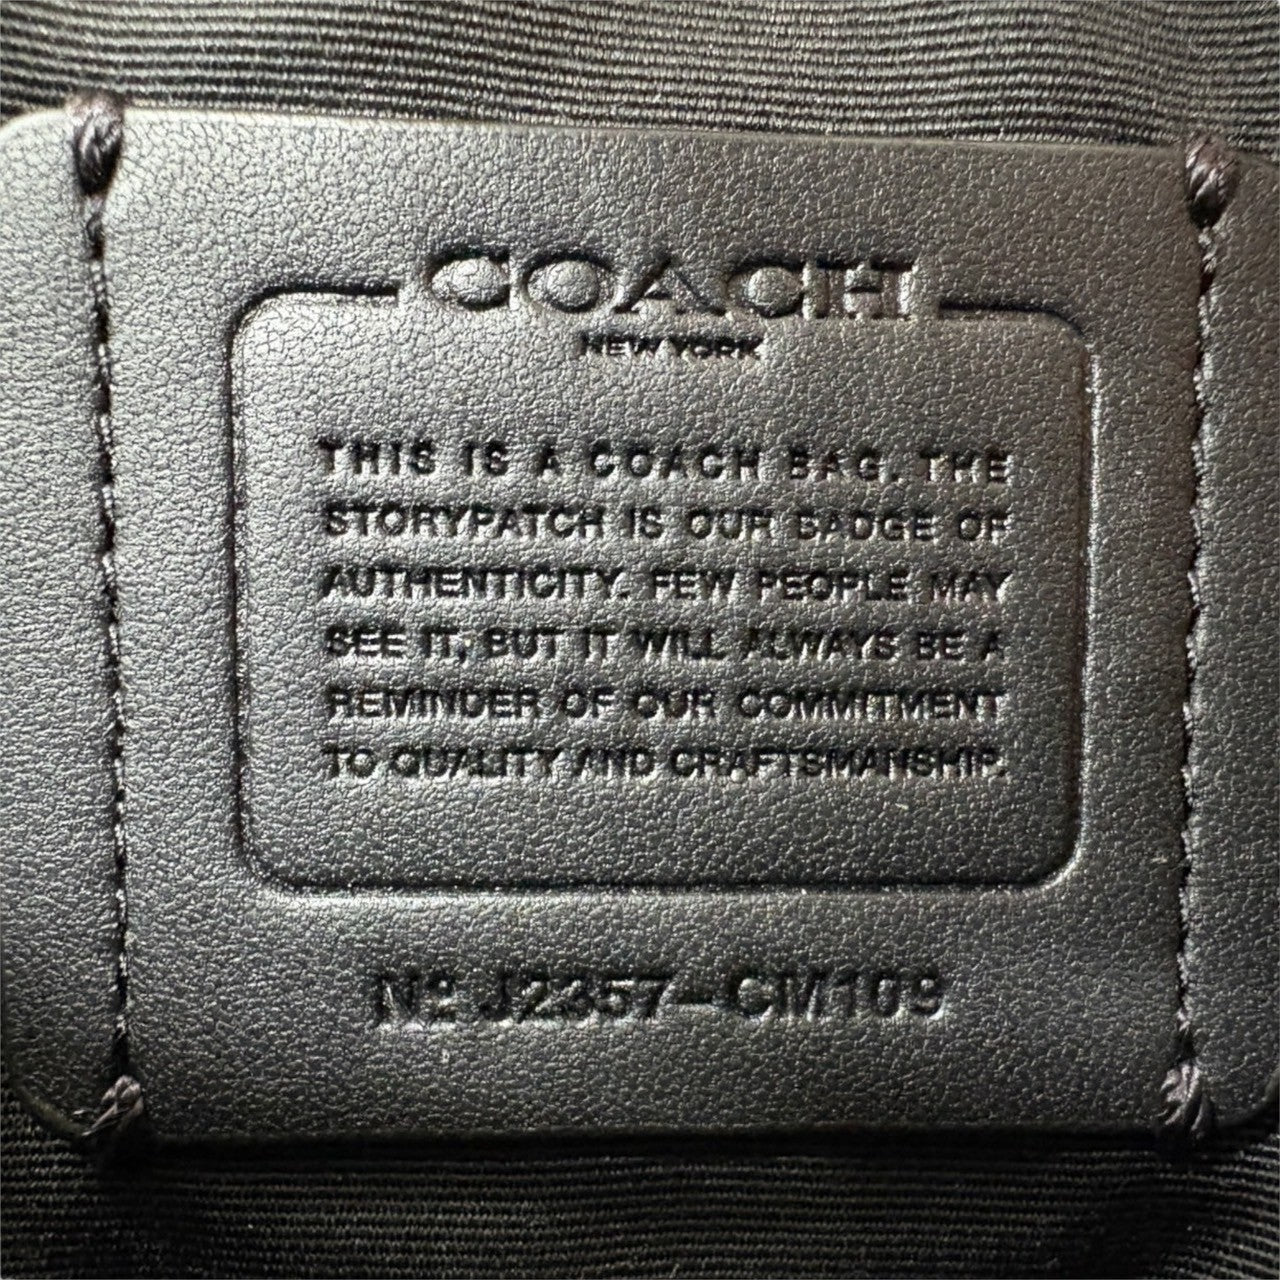 COACH
NEW YORK
THIS IS A COACH BAG. THE
STORYPATCH IS OUR BADGE OF
AUTHENTICITY. FEW PEOPLE MAY
SEE IT, BUT IT WILL ALWAYS BE A
REMINDER OF OUR COMMITMENT
TO QUALITY AND CRAFTSMANSHIP.
Nº J2357-CM109